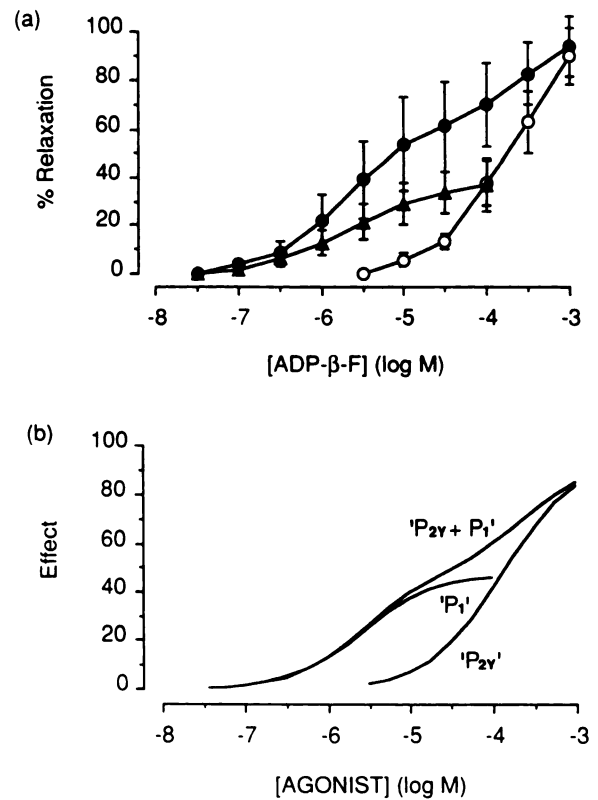 (a)
100
80
60
40
20
0
% Relaxation
-8 -7 -6 -5 -4 -3
[ADP-β-F] (log M)
(b)
100
80
60
40
20
0
Effect
'P2Y + P1'
'P1'
'P2Y'
-8 -7 -6 -5 -4 -3
[AGONIST] (log M)